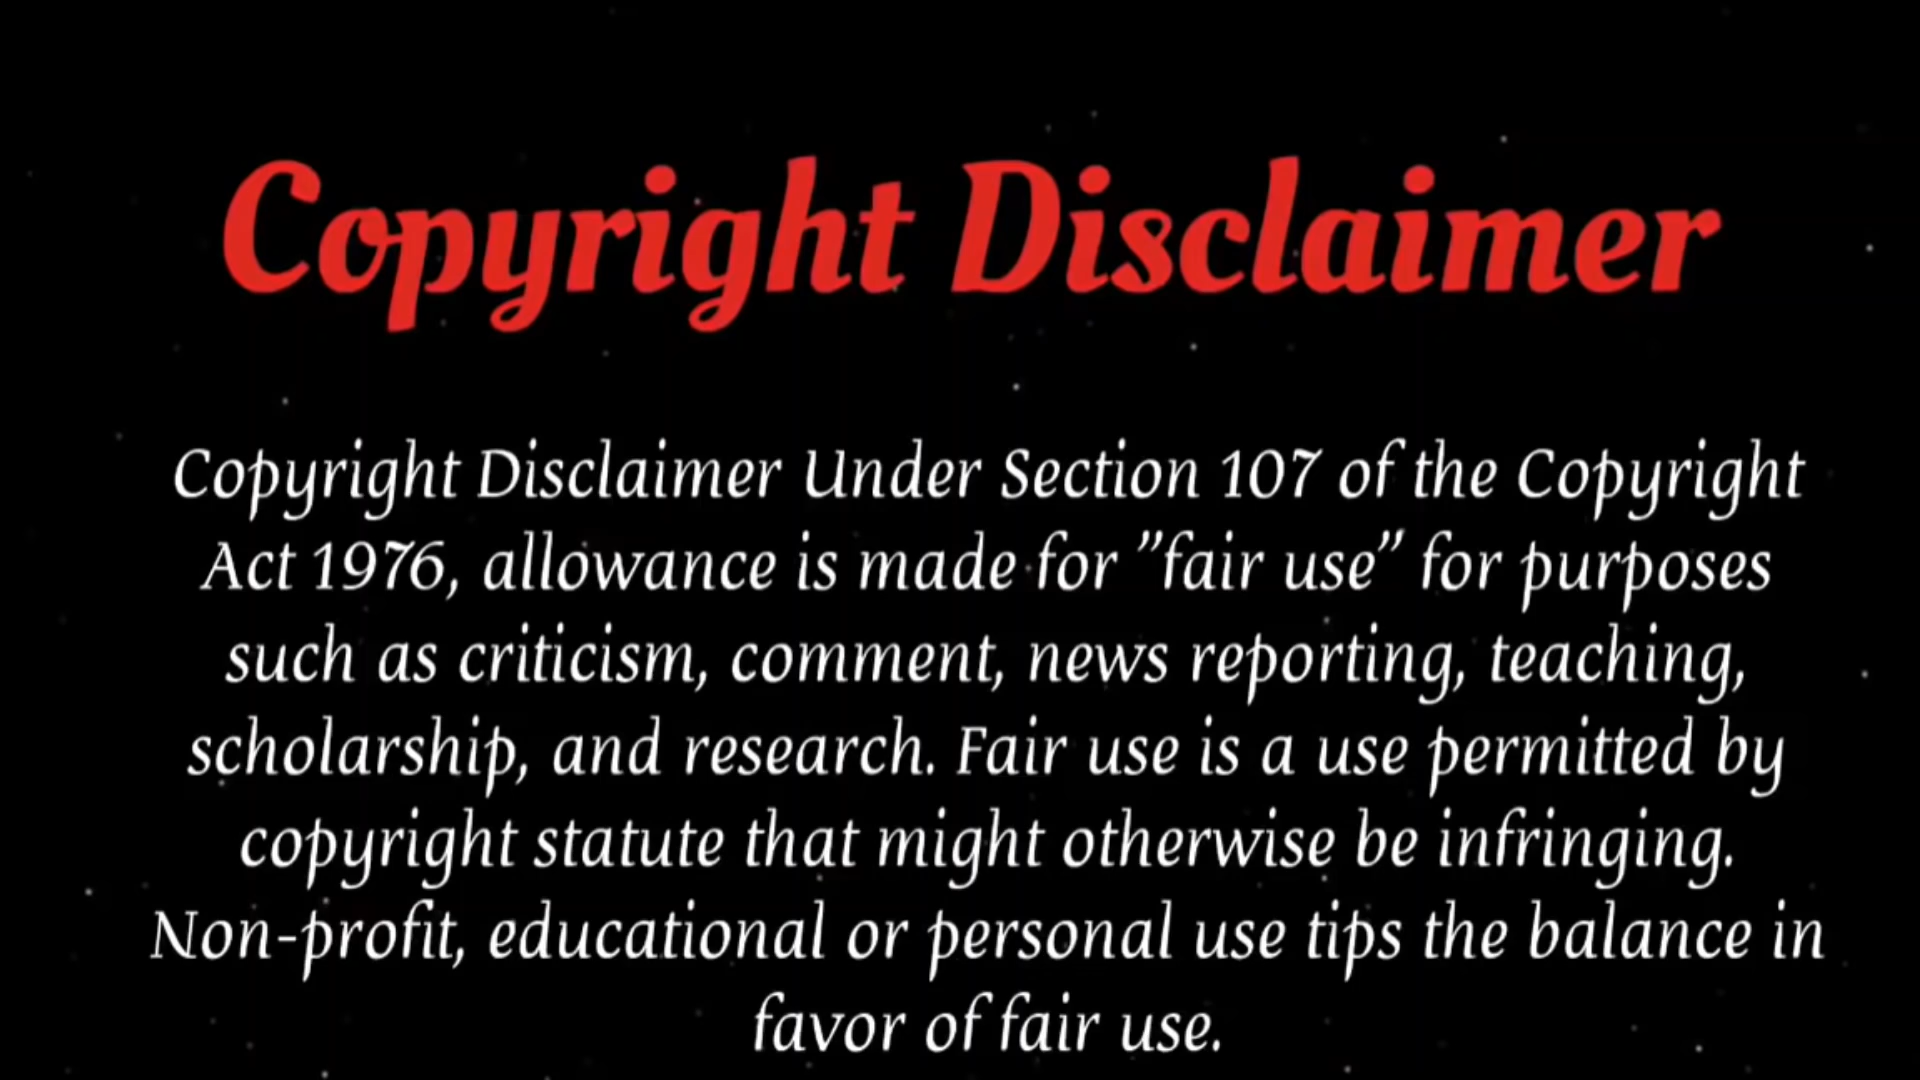 Copyright Disclaimer
Copyright Disclaimer Under Section 107 of the Copyright
Act 1976, allowance is made for "fair use" for purposes
such as criticism, comment, news reporting, teaching,
scholarship, and research. Fair use is a use permitted by
copyright statute that might otherwise be infringing.
Non-profit, educational or personal use tips the balance in
favor of fair use.